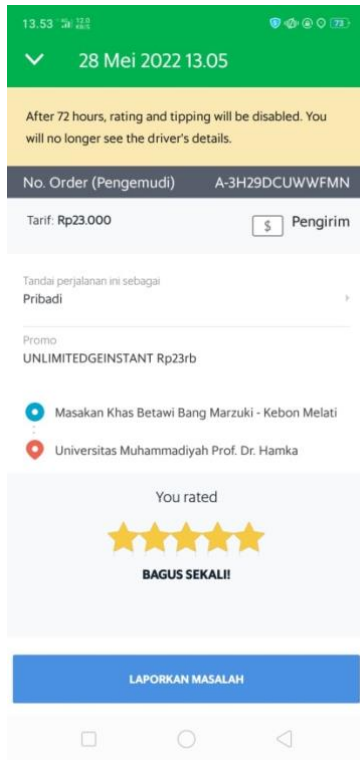 13.53
12.0
KB/S
73
28 Mei 2022 13.05
After 72 hours, rating and tipping will be disabled. You
will no longer see the driver's details.
No. Order (Pengemudi) A-3H29DCUWWFMN
Tarif: Rp23.000 $ Pengirim
Tandai perjalanan ini sebagai
Pribadi
Promo
UNLIMITEDGEINSTANT Rp23rb
Masakan Khas Betawi Bang Marzuki - Kebon Melati
Universitas Muhammadiyah Prof. Dr. Hamka
You rated
BAGUS SEKALI!
LAPORKAN MASALAH